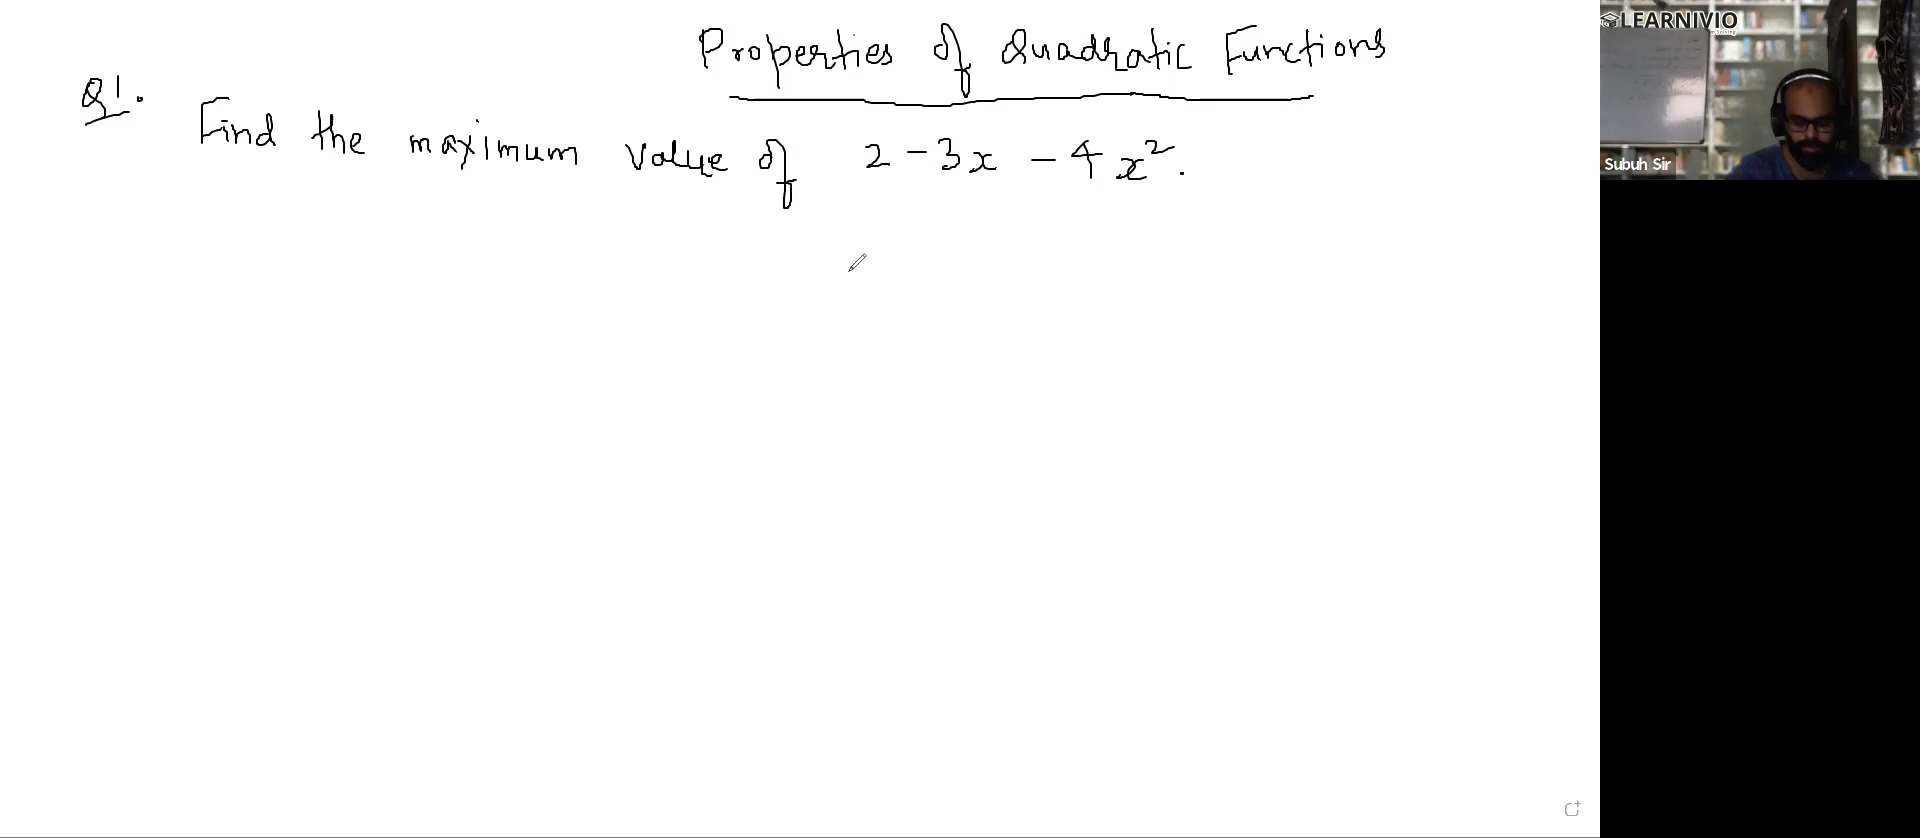 Properties of Quadratic Functions
Q1.
Find the maximum value of 2 - 3x - 4x².
LEARNIVIO
Subuh Sir